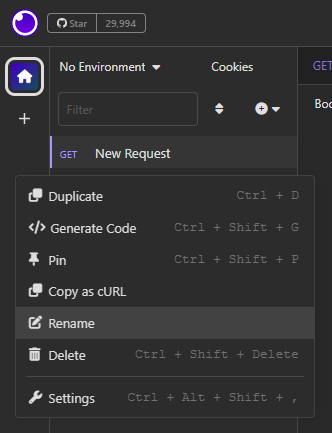 Star 29,994
No Environment Cookies
GET
Filter
GET New Request
Duplicate Ctrl + D
Generate Code Ctrl + Shift + G
Pin Ctrl + Shift + P
Copy as cURL
Rename
Delete Ctrl + Shift + Delete
Settings Ctrl + Alt + Shift + ,